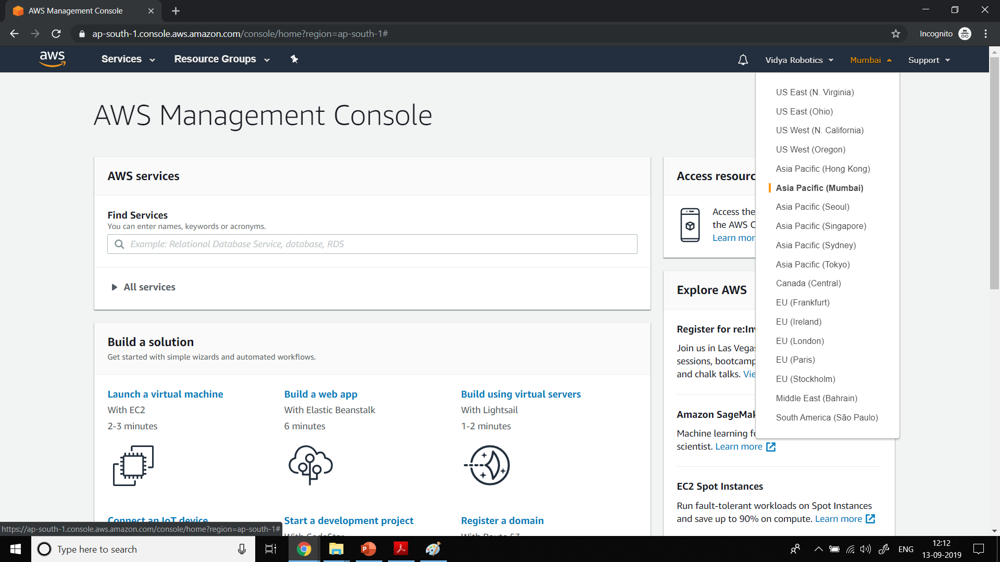 AWS Management Console
ap-south-1.console.aws.amazon.com/console/home?region=ap-south-1#
Incognito
aws
Services
Resource Groups
Vidya Robotics
Mumbai
Support
AWS Management Console
AWS services
Find Services
You can enter names, keywords or acronyms.
Example: Relational Database Service, database, RDS
All services
Build a solution
Get started with simple wizards and automated workflows.
Launch a virtual machine
With EC2
2-3 minutes
Build a web app
With Elastic Beanstalk
6 minutes
Build using virtual servers
With Lightsail
1-2 minutes
Connect an IoT device
Start a development project
With CodeStar
Register a domain
With Route 53
Access resourc
Access the
the AWS C
Learn mor
Explore AWS
Register for re:Inv
Join us in Las Vegas
sessions, bootcamp
and chalk talks. Vie
Amazon SageMak
Machine learning fo
scientist. Learn more
EC2 Spot Instances
Run fault-tolerant workloads on Spot Instances
and save up to 90% on compute. Learn more
US East (N. Virginia)
US East (Ohio)
US West (N. California)
US West (Oregon)
Asia Pacific (Hong Kong)
Asia Pacific (Mumbai)
Asia Pacific (Seoul)
Asia Pacific (Singapore)
Asia Pacific (Sydney)
Asia Pacific (Tokyo)
Canada (Central)
EU (Frankfurt)
EU (Ireland)
EU (London)
EU (Paris)
EU (Stockholm)
Middle East (Bahrain)
South America (São Paulo)
https://ap-south-1.console.aws.amazon.com/console/home?region=ap-south-1#
Type here to search
ENG
12:12
13-09-2019